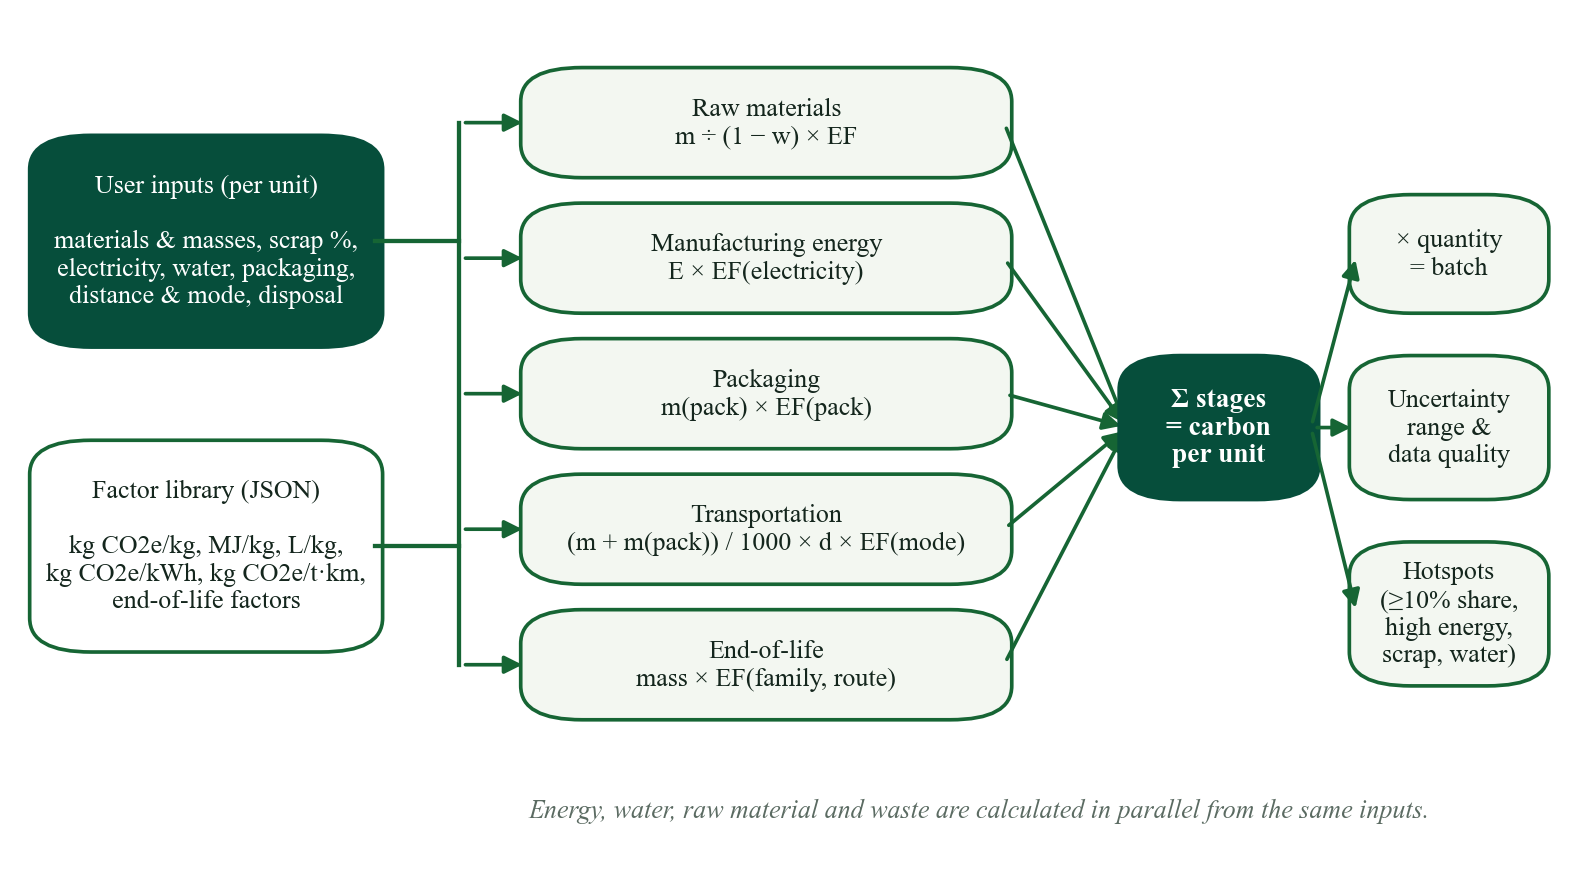 User inputs (per unit)
materials & masses, scrap %,
electricity, water, packaging,
distance & mode, disposal
Factor library (JSON)
kg CO2e/kg, MJ/kg, L/kg,
kg CO2e/kWh, kg CO2e/t·km,
end-of-life factors
Raw materials
m ÷ (1 − w) × EF
Manufacturing energy
E × EF(electricity)
Packaging
m(pack) × EF(pack)
Transportation
(m + m(pack)) / 1000 × d × EF(mode)
End-of-life
mass × EF(family, route)
Σ stages
= carbon
per unit
× quantity
= batch
Uncertainty
range &
data quality
Hotspots
(≥10% share,
high energy,
scrap, water)
Energy, water, raw material and waste are calculated in parallel from the same inputs.